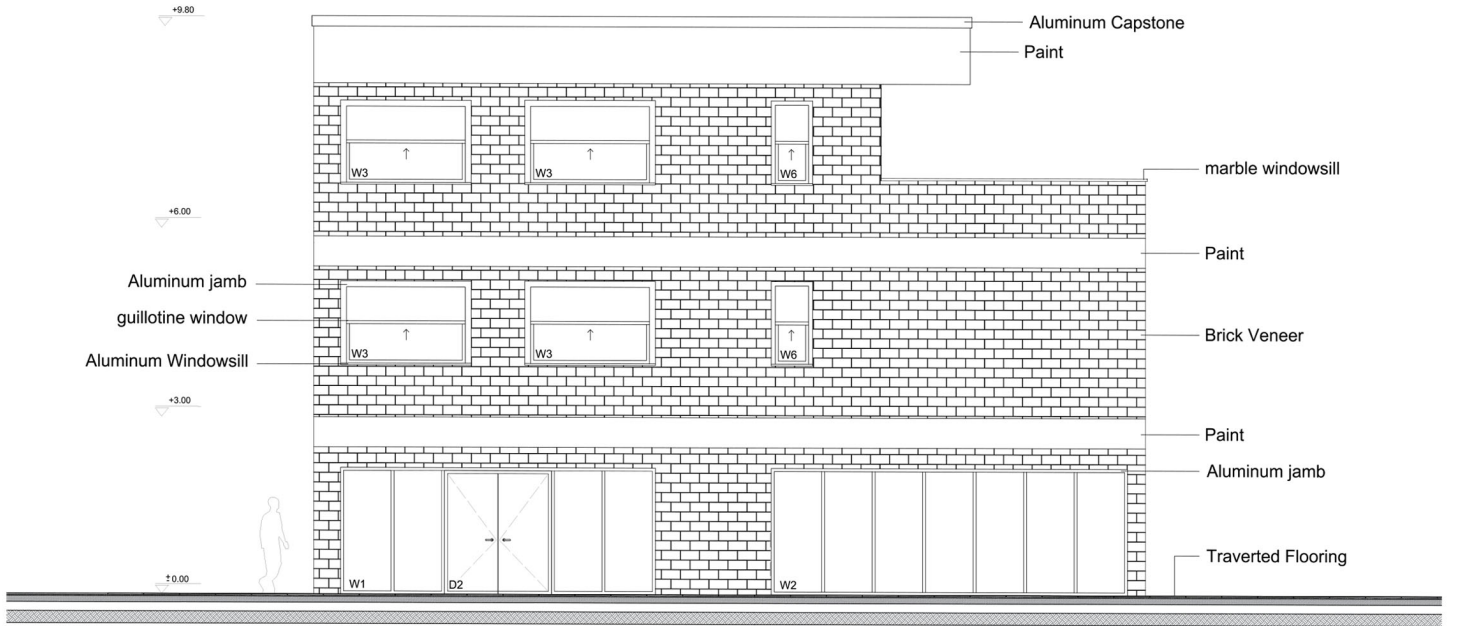 +9.80
Aluminum Capstone
Paint
W3
W3
W6
marble windowsill
+6.00
Paint
Aluminum jamb
guillotine window
Brick Veneer
Aluminum Windowsill
W3
W3
W6
+3.00
Paint
Aluminum jamb
Traverted Flooring
±0.00
W1
D2
W2